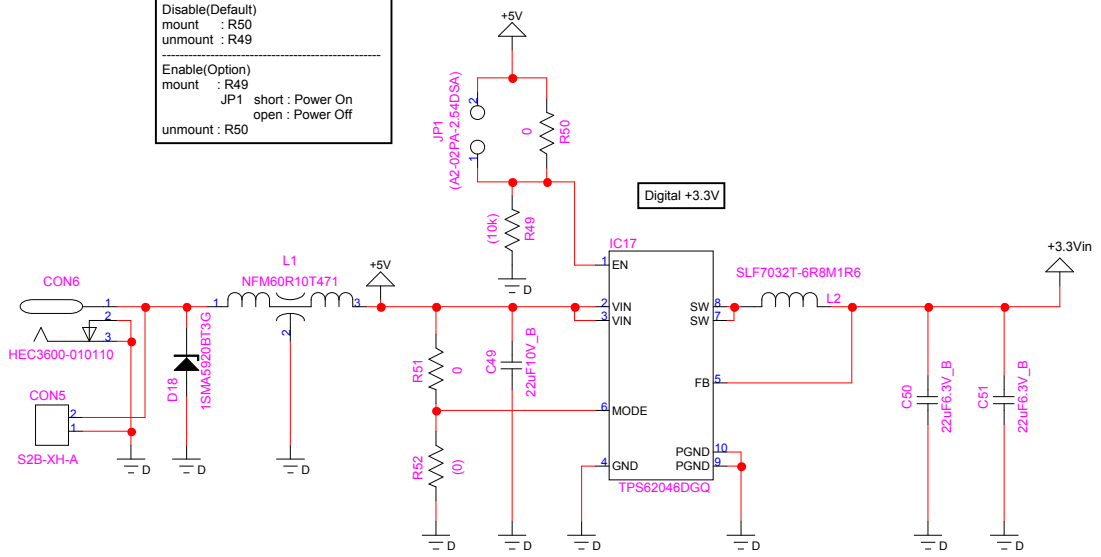 Disable(Default)
mount : R50
unmount : R49
--------------------------------------------------
Enable(Option)
mount : R49
JP1 short : Power On
open : Power Off
unmount : R50
+5V
JP1
(A2-02PA-2.54DSA)
2
1
0
R50
(10k)
R49
D
Digital +3.3V
IC17
1 EN
2 VIN
3 VIN
6 MODE
4 GND
SW 8
SW 7
FB 5
PGND 10
PGND 9
TPS62046DGQ
SLF7032T-6R8M1R6
L2
+3.3Vin
CON6
1
2
3
HEC3600-010110
CON5
2
1
S2B-XH-A
D
D18
1SMA5920BT3G
D
L1
NFM60R10T471
1
3
2
D
+5V
R51
0
R52
(0)
D
C49
22uF10V_B
D
D
D
C50
22uF6.3V_B
D
C51
22uF6.3V_B
D